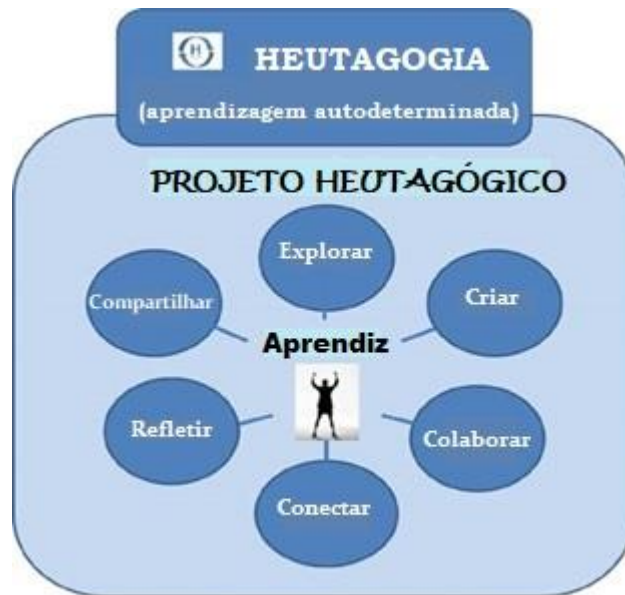 H
HEUTAGOGIA
(aprendizagem autodeterminada)
PROJETO HEUTAGÓGICO
Explorar
Compartilhar
Criar
Aprendiz
Refletir
Colaborar
Conectar